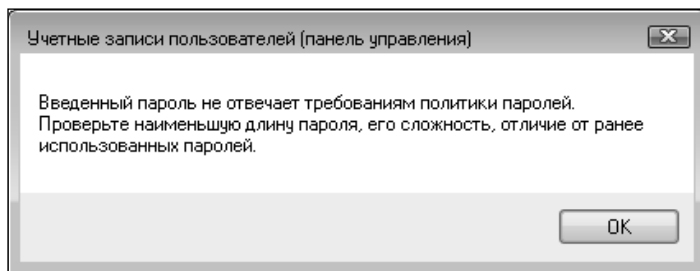 Учетные записи пользователей (панель управления)
Введенный пароль не отвечает требованиям политики паролей.
Проверьте наименьшую длину пароля, его сложность, отличие от ранее
использованных паролей.
OK